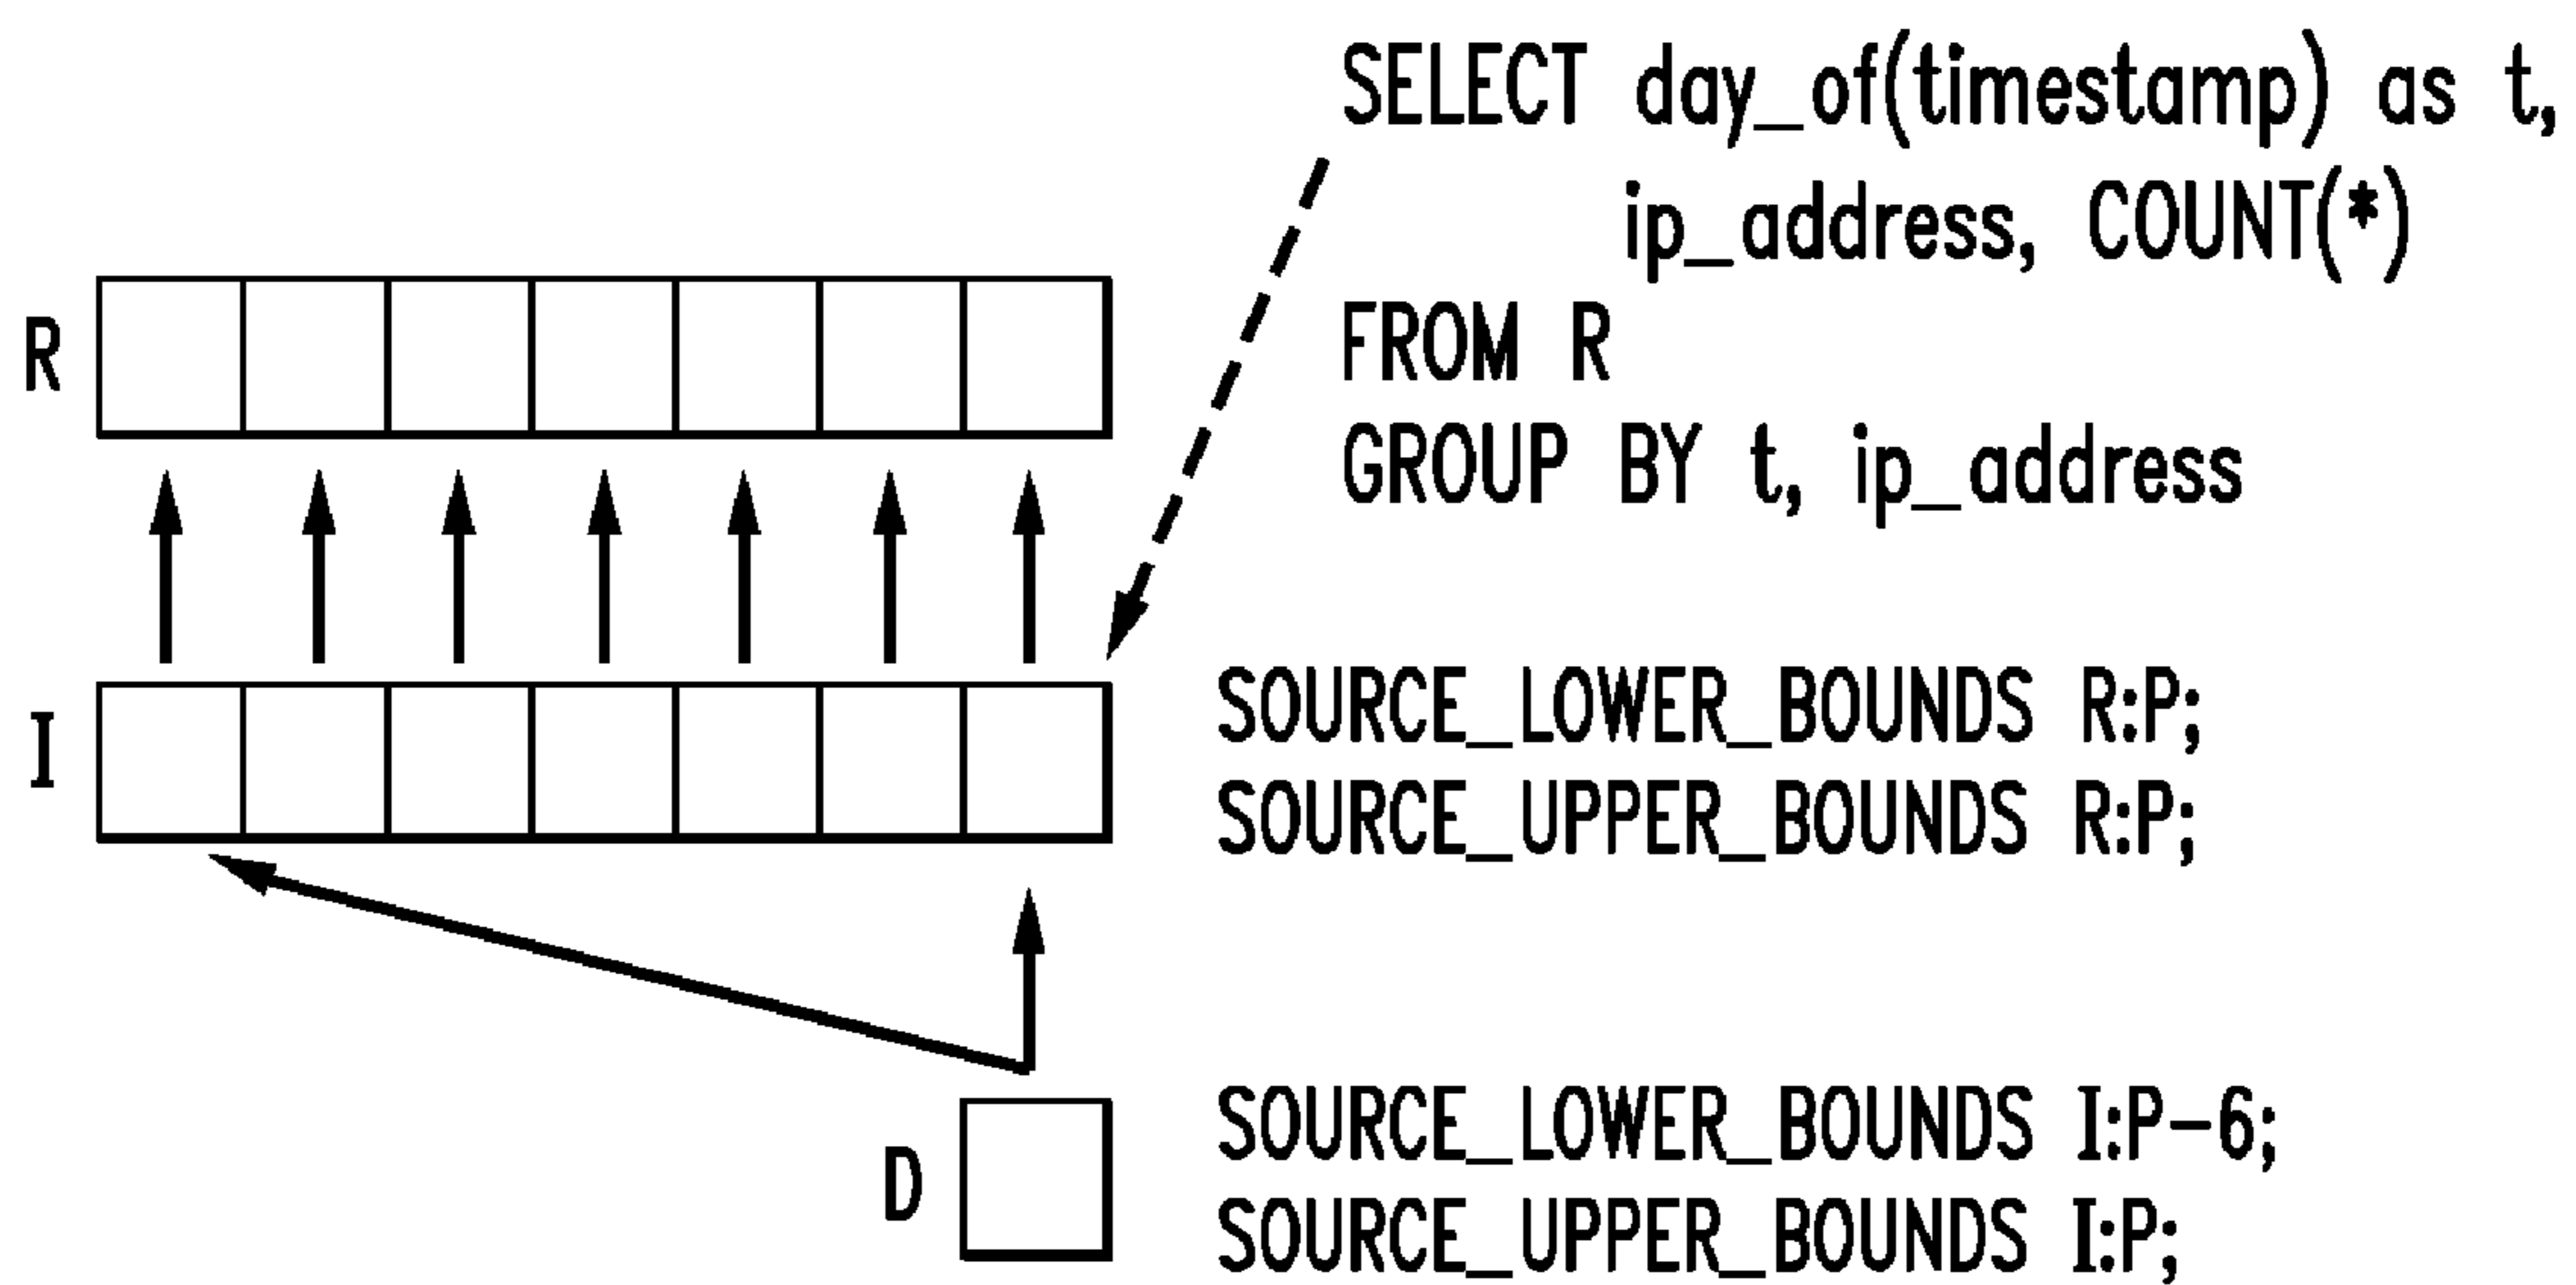 SELECT day_of(timestamp) as t,
ip_address, COUNT(*)
FROM R
GROUP BY t, ip_address
R
I
SOURCE_LOWER_BOUNDS R:P;
SOURCE_UPPER_BOUNDS R:P;
D
SOURCE_LOWER_BOUNDS I:P-6;
SOURCE_UPPER_BOUNDS I:P;